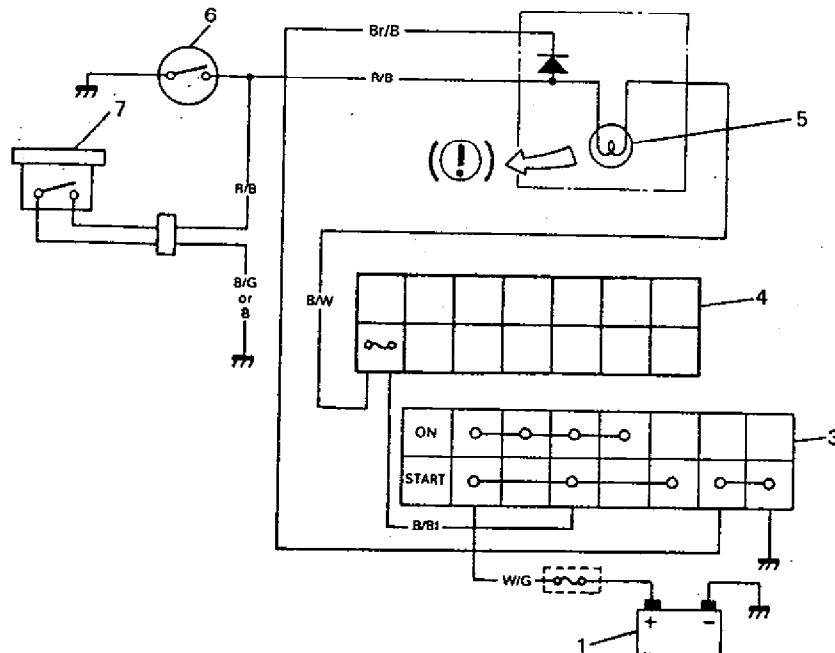 6
Br/B
R/B
5
7
(!)
R/B
B/G
or
B
B/W
4
ON
3
START
B/Bl
W/G
+ −
1